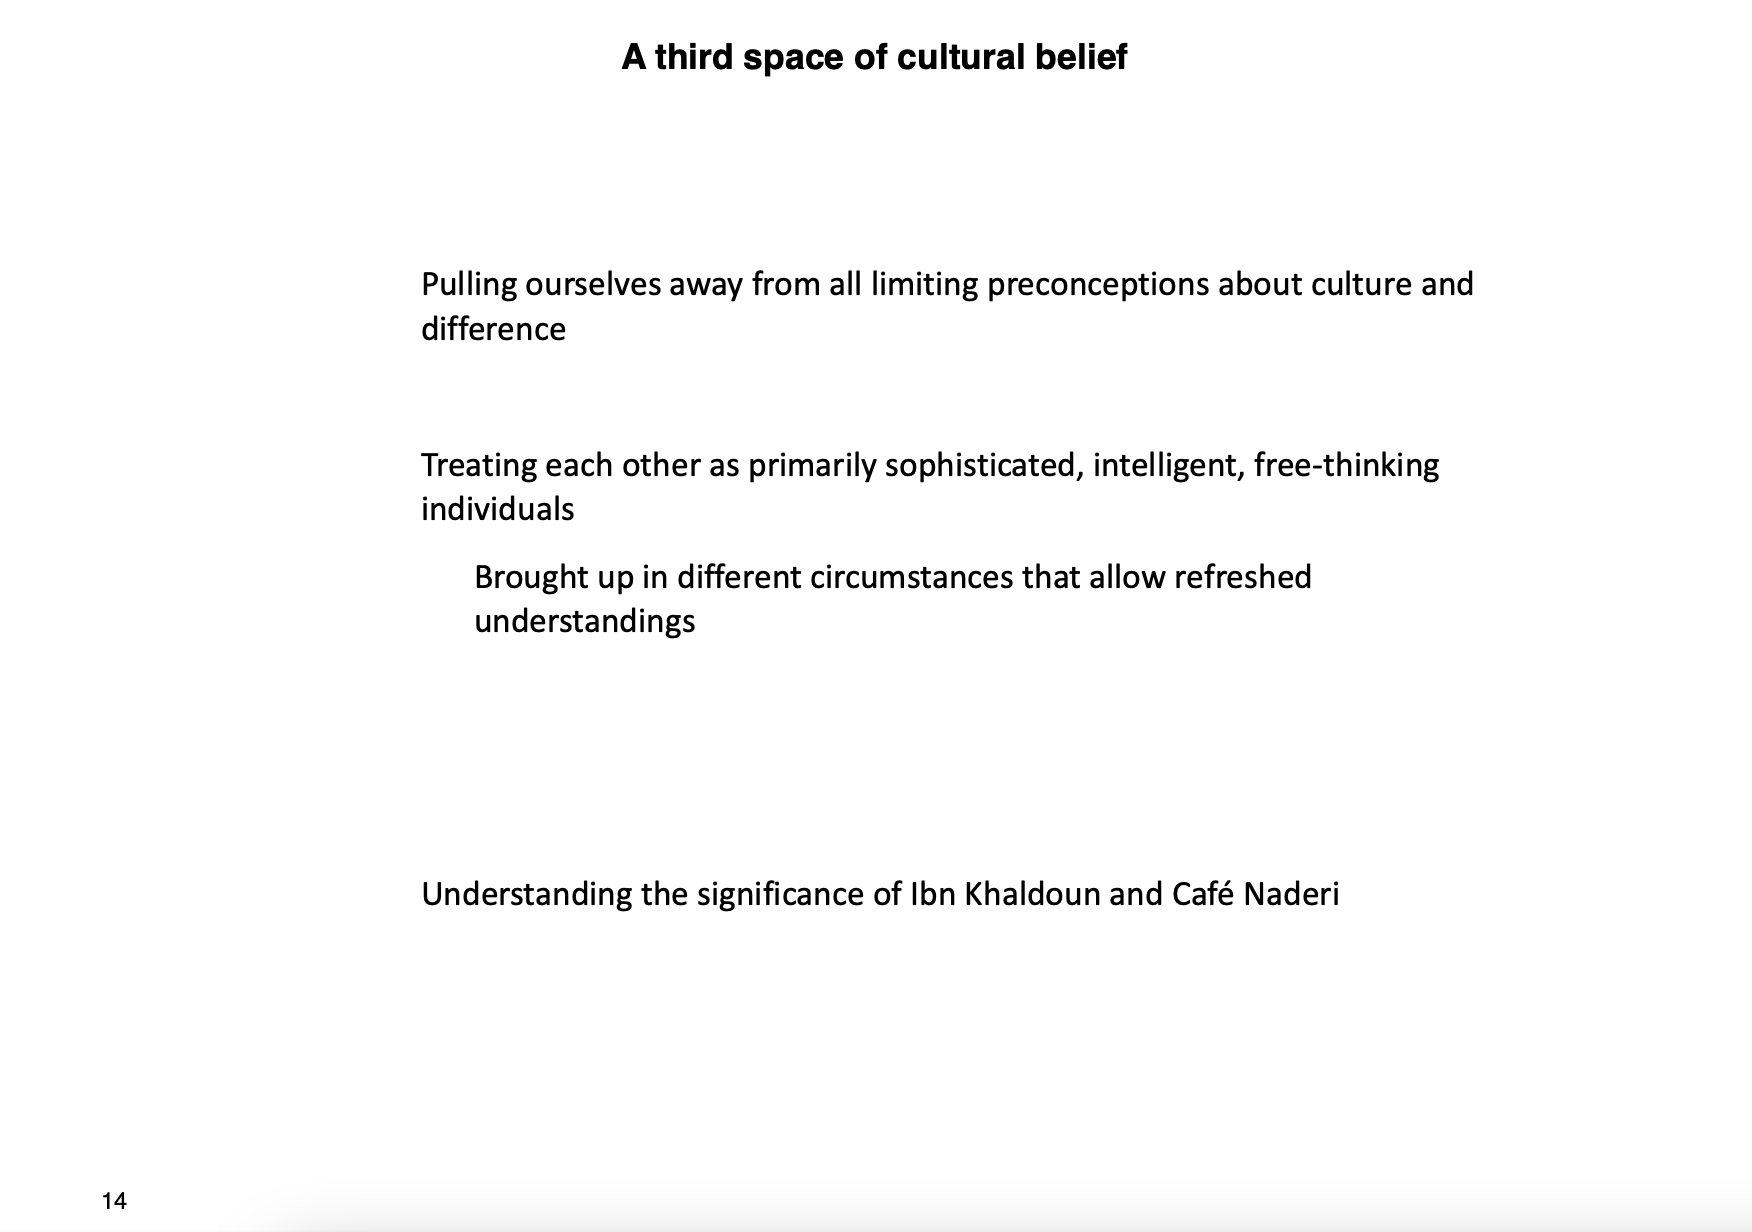 A third space of cultural belief
Pulling ourselves away from all limiting preconceptions about culture and
difference
Treating each other as primarily sophisticated, intelligent, free-thinking
individuals
Brought up in different circumstances that allow refreshed
understandings
Understanding the significance of Ibn Khaldoun and Café Naderi
14